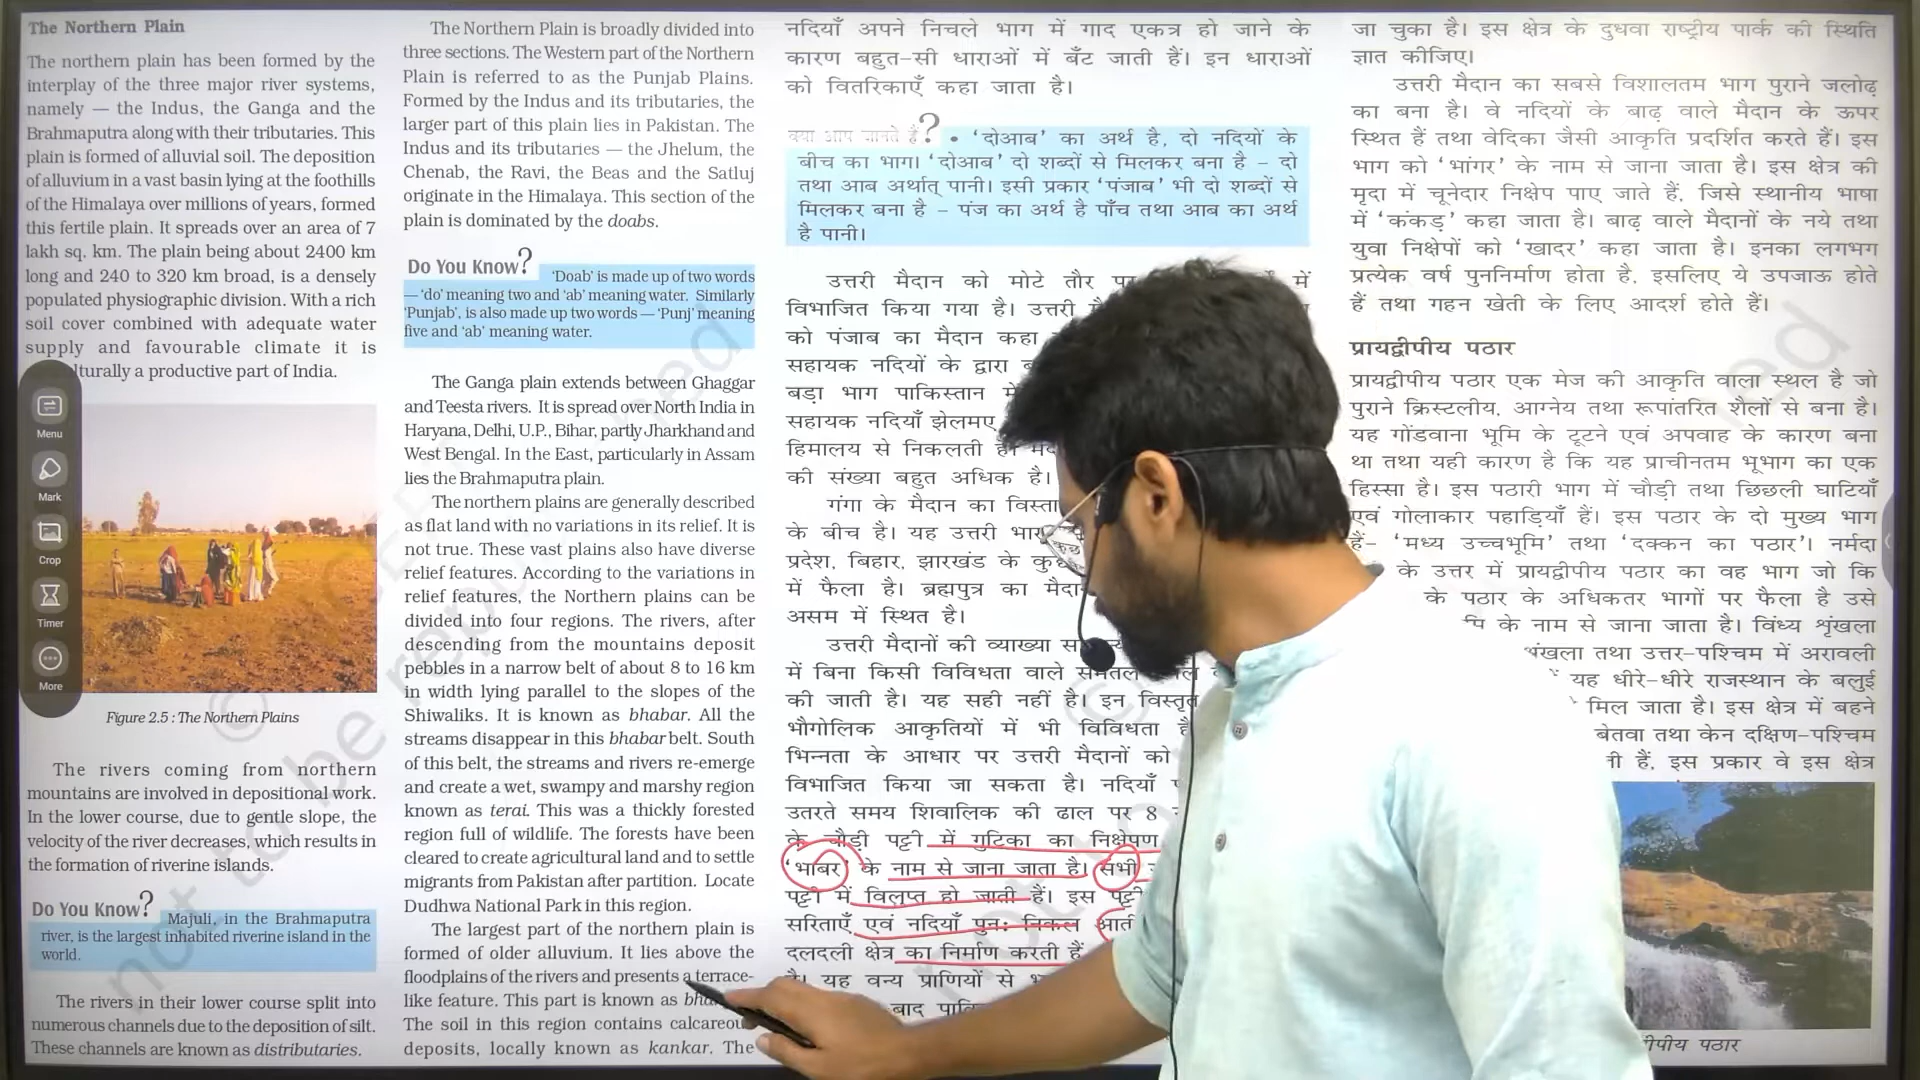 The Northern Plain
The northern plain has been formed by the
interplay of the three major river systems,
namely — the Indus, the Ganga and the
Brahmaputra along with their tributaries. This
plain is formed of alluvial soil. The deposition
of alluvium in a vast basin lying at the foothills
of the Himalaya over millions of years, formed
this fertile plain. It spreads over an area of 7
lakh sq. km. The plain being about 2400 km
long and 240 to 320 km broad, is a densely
populated physiographic division. With a rich
soil cover combined with adequate water
supply and favourable climate it is
lturally a productive part of India.
Menu
Mark
Crop
Timer
More
Figure 2.5 : The Northern Plains
The rivers coming from northern
mountains are involved in depositional work.
In the lower course, due to gentle slope, the
velocity of the river decreases, which results in
the formation of riverine islands.
Do You Know?
Majuli, in the Brahmaputra
river, is the largest inhabited riverine island in the
world.
The rivers in their lower course split into
numerous channels due to the deposition of silt.
These channels are known as distributaries.
The Northern Plain is broadly divided into
three sections. The Western part of the Northern
Plain is referred to as the Punjab Plains.
Formed by the Indus and its tributaries, the
larger part of this plain lies in Pakistan. The
Indus and its tributaries — the Jhelum, the
Chenab, the Ravi, the Beas and the Satluj
originate in the Himalaya. This section of the
plain is dominated by the doabs.
Do You Know?
'Doab' is made up of two words
— 'do' meaning two and 'ab' meaning water. Similarly
'Punjab', is also made up two words — 'Punj' meaning
five and 'ab' meaning water.
The Ganga plain extends between Ghaggar
and Teesta rivers. It is spread over North India in
Haryana, Delhi, U.P., Bihar, partly Jharkhand and
West Bengal. In the East, particularly in Assam
lies the Brahmaputra plain.
The northern plains are generally described
as flat land with no variations in its relief. It is
not true. These vast plains also have diverse
relief features. According to the variations in
relief features, the Northern plains can be
divided into four regions. The rivers, after
descending from the mountains deposit
pebbles in a narrow belt of about 8 to 16 km
in width lying parallel to the slopes of the
Shiwaliks. It is known as bhabar. All the
streams disappear in this bhabar belt. South
of this belt, the streams and rivers re-emerge
and create a wet, swampy and marshy region
known as terai. This was a thickly forested
region full of wildlife. The forests have been
cleared to create agricultural land and to settle
migrants from Pakistan after partition. Locate
Dudhwa National Park in this region.
The largest part of the northern plain is
formed of older alluvium. It lies above the
floodplains of the rivers and presents a terrace-
like feature. This part is known as
The soil in this region contains calcareou
deposits, locally known as kankar. The
नदियाँ अपने निचले भाग में गाद एकत्र हो जाने के
कारण बहुत-सी धाराओं में बँट जाती हैं। इन धाराओं
को वितरिकाएँ कहा जाता है।
क्या आप जानते हैं?
• 'दोआब' का अर्थ है, दो नदियों के
बीच का भाग। 'दोआब' दो शब्दों से मिलकर बना है – दो
तथा आब अर्थात् पानी। इसी प्रकार 'पंजाब' भी दो शब्दों से
मिलकर बना है – पंज का अर्थ है पाँच तथा आब का अर्थ
है पानी।
उत्तरी मैदान को मोटे तौर में
विभाजित किया गया है। उत्तरी
को पंजाब का मैदान कहा
सहायक नदियों के द्वारा
बड़ा भाग पाकिस्तान
सहायक नदियाँ झेलम
हिमालय से निकलती
की संख्या बहुत अधिक है।
गंगा के मैदान का
के बीच है। यह उत्तरी
प्रदेश, बिहार, झारखंड के कुछ
में फैला है। ब्रह्मपुत्र का
असम में स्थित है।
उत्तरी मैदानों की व्याख्या
में बिना किसी विविधता वाले समतल
की जाती है। यह सही नहीं है। इन विस्तृत
भौगोलिक आकृतियों में भी विविधता
भिन्नता के आधार पर उत्तरी मैदानों को
विभाजित किया जा सकता है। नदियाँ
उतरते समय शिवालिक की ढाल पर 8
के चौड़ी पट्टी में गुटिका का निक्षेपण
'भाबर' के नाम से जाना जाता है। सभी
पट्टी में विलुप्त हो जाती हैं। इस पट्टी
सरिताएँ एवं नदियाँ पुनः निकल आती
दलदली क्षेत्र का निर्माण करती हैं
है। यह वन्य प्राणियों से
बाद
जा चुका है। इस क्षेत्र के दुधवा राष्ट्रीय पार्क की स्थिति
ज्ञात कीजिए।
उत्तरी मैदान का सबसे विशालतम भाग पुराने जलोढ़
का बना है। वे नदियों के बाढ़ वाले मैदान के ऊपर
स्थित हैं तथा वेदिका जैसी आकृति प्रदर्शित करते हैं। इस
भाग को 'भांगर' के नाम से जाना जाता है। इस क्षेत्र की
मृदा में चूनेदार निक्षेप पाए जाते हैं, जिसे स्थानीय भाषा
में 'कंकड़' कहा जाता है। बाढ़ वाले मैदानों के नये तथा
युवा निक्षेपों को 'खादर' कहा जाता है। इनका लगभग
प्रत्येक वर्ष पुननिर्माण होता है, इसलिए ये उपजाऊ होते
हैं तथा गहन खेती के लिए आदर्श होते हैं।
प्रायद्वीपीय पठार
प्रायद्वीपीय पठार एक मेज की आकृति वाला स्थल है जो
पुराने क्रिस्टलीय, आग्नेय तथा रूपांतरित शैलों से बना है।
यह गोंडवाना भूमि के टूटने एवं अपवाह के कारण बना
था तथा यही कारण है कि यह प्राचीनतम भूभाग का एक
हिस्सा है। इस पठारी भाग में चौड़ी तथा छिछली घाटियाँ
एवं गोलाकार पहाड़ियाँ हैं। इस पठार के दो मुख्य भाग
हैं– 'मध्य उच्चभूमि' तथा 'दक्कन का पठार'। नर्मदा
के उत्तर में प्रायद्वीपीय पठार का वह भाग जो कि
के पठार के अधिकतर भागों पर फैला है उसे
के नाम से जाना जाता है। विंध्य शृंखला
तथा उत्तर-पश्चिम में अरावली
यह धीरे-धीरे राजस्थान के बलुई
मिल जाता है। इस क्षेत्र में बहने
बेतवा तथा केन दक्षिण-पश्चिम
हैं, इस प्रकार वे इस क्षेत्र
पठार